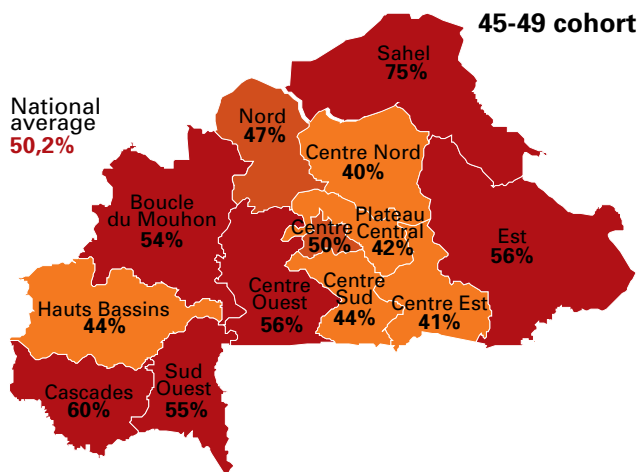 45-49 cohort
Sahel
75%
National
average
50,2%
Nord
47%
Centre Nord
40%
Boucle
du Mouhon
54%
Centre
50%
Plateau
Central
42%
Est
56%
Centre
Ouest
56%
Centre
Sud
44%
Centre Est
41%
Hauts Bassins
44%
Cascades
60%
Sud
Ouest
55%